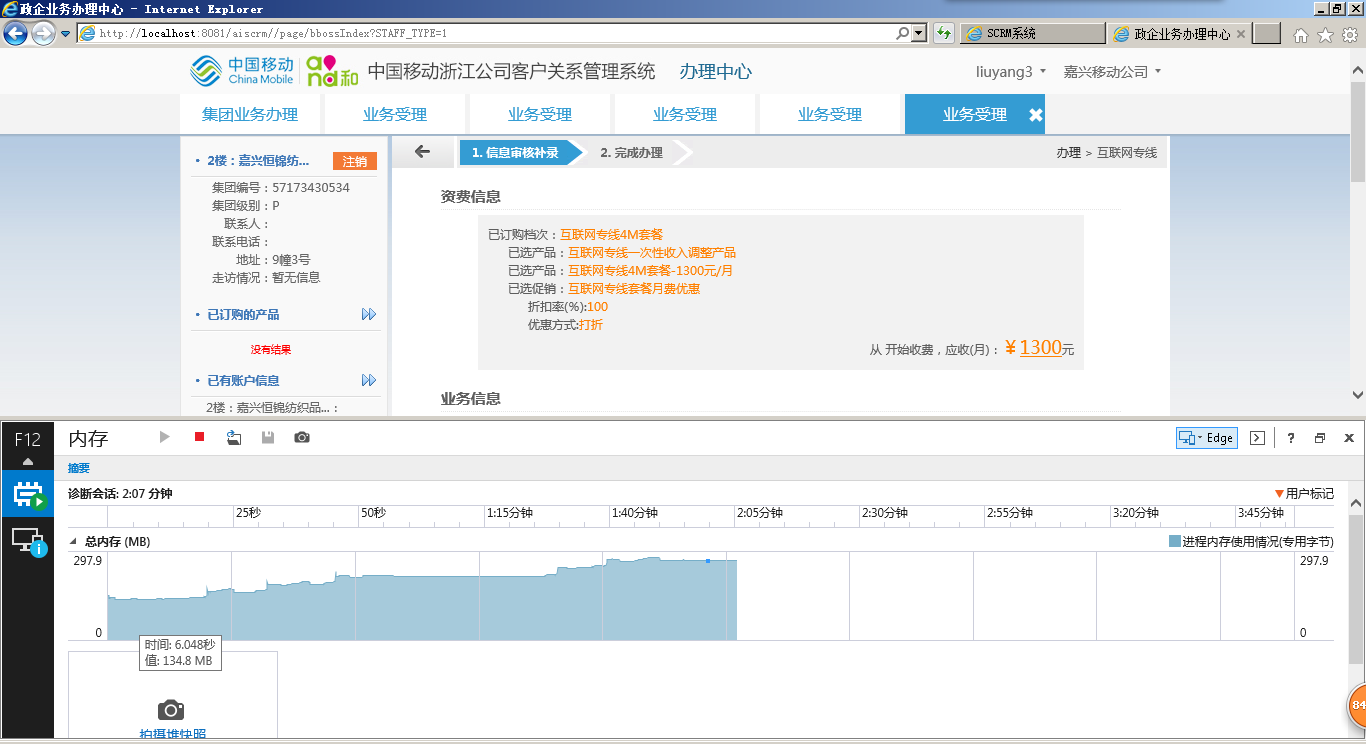 政企业务办理中心 - Internet Explorer
http://localhost:8081/aiscrm//page/bbossIndex?STAFF_TYPE=1
SCRM系统
政企业务办理中心
中国移动 China Mobile
and和
中国移动浙江公司客户关系管理系统 办理中心
liuyang3 嘉兴移动公司
集团业务办理 业务受理 业务受理 业务受理 业务受理 业务受理
2楼：嘉兴恒锦纺... 注销
集团编号：57173430534
集团级别：P
联系人：
联系电话：
地址：9幢3号
走访情况：暂无信息
已订购的产品
没有结果
已有账户信息
2楼：嘉兴恒锦纺织品...：
1. 信息审核补录 2. 完成办理
办理 > 互联网专线
资费信息
已订购档次：互联网专线4M套餐
已选产品：互联网专线一次性收入调整产品
已选产品：互联网专线4M套餐-1300元/月
已选促销：互联网专线套餐月费优惠
折扣率(%):100
优惠方式:打折
从 开始收费，应收(月)：￥1300元
业务信息
F12 内存 Edge ?
摘要
诊断会话: 2:07 分钟 用户标记
25秒 50秒 1:15分钟 1:40分钟 2:05分钟 2:30分钟 2:55分钟 3:20分钟 3:45分钟
总内存 (MB) 进程内存使用情况(专用字节)
297.9 297.9
0 0
时间: 6.048秒
值: 134.8 MB
拍摄堆快照
84